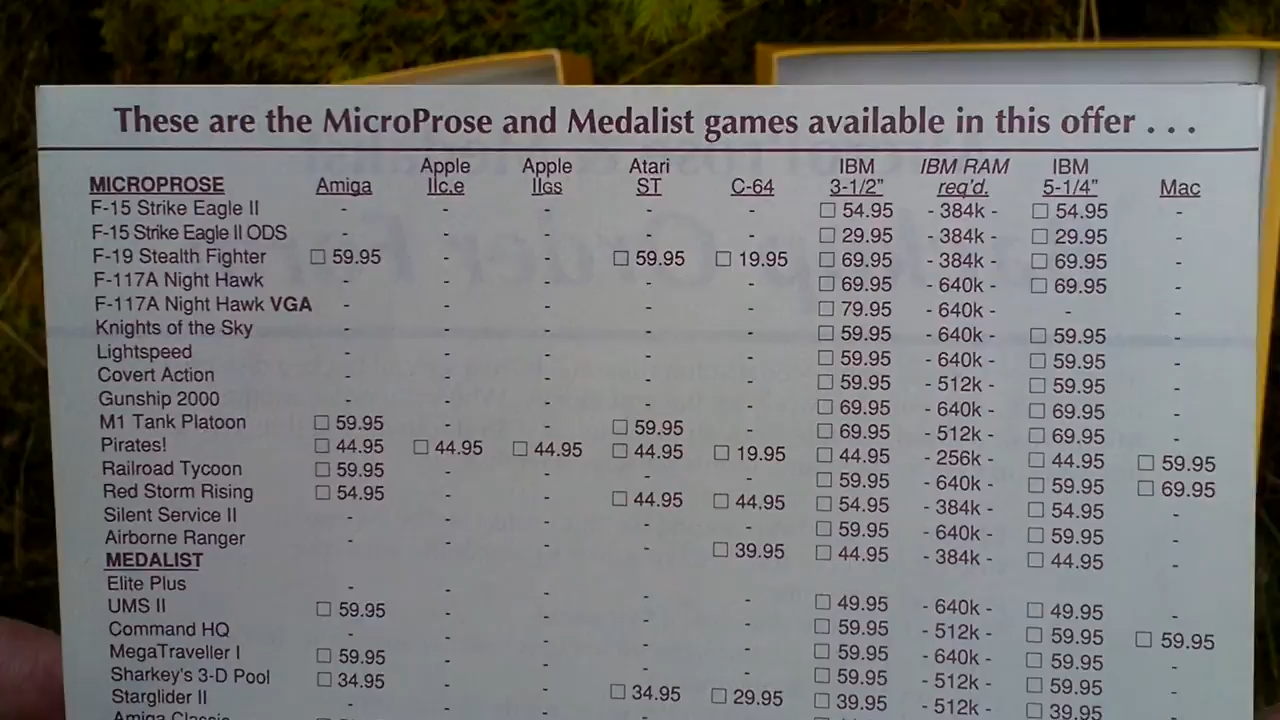 These are the MicroProse and Medalist games available in this offer . . .
MICROPROSE Amiga Apple IIc.e Apple IIgs Atari ST C-64 IBM 3-1/2" IBM RAM req'd. IBM 5-1/4" Mac
F-15 Strike Eagle II - - - - - ☐ 54.95 - 384k - ☐ 54.95 -
F-15 Strike Eagle II ODS - - - - - ☐ 29.95 - 384k - ☐ 29.95 -
F-19 Stealth Fighter ☐ 59.95 - - ☐ 59.95 ☐ 19.95 ☐ 69.95 - 384k - ☐ 69.95 -
F-117A Night Hawk - - - - - ☐ 69.95 - 640k - ☐ 69.95 -
F-117A Night Hawk VGA - - - - - ☐ 79.95 - 640k - - -
Knights of the Sky - - - - - ☐ 59.95 - 640k - ☐ 59.95 -
Lightspeed - - - - - ☐ 59.95 - 640k - ☐ 59.95 -
Covert Action - - - - - ☐ 59.95 - 512k - ☐ 59.95 -
Gunship 2000 - - - - - ☐ 69.95 - 640k - ☐ 69.95 -
M1 Tank Platoon ☐ 59.95 - - ☐ 59.95 - ☐ 69.95 - 512k - ☐ 69.95 -
Pirates! ☐ 44.95 ☐ 44.95 ☐ 44.95 ☐ 44.95 ☐ 19.95 ☐ 44.95 - 256k - ☐ 44.95 ☐ 59.95
Railroad Tycoon ☐ 59.95 - - - - ☐ 59.95 - 640k - ☐ 59.95 ☐ 69.95
Red Storm Rising ☐ 54.95 - - ☐ 44.95 ☐ 44.95 ☐ 54.95 - 384k - ☐ 54.95 -
Silent Service II - - - - - ☐ 59.95 - 640k - ☐ 59.95 -
Airborne Ranger - - - - ☐ 39.95 ☐ 44.95 - 384k - ☐ 44.95 -
MEDALIST
Elite Plus - - - - - ☐ 49.95 - 640k - ☐ 49.95 -
UMS II ☐ 59.95 - - - - ☐ 59.95 - 512k - ☐ 59.95 ☐ 59.95
Command HQ - - - - - ☐ 59.95 - 640k - ☐ 59.95 -
MegaTraveller I ☐ 59.95 - - - - ☐ 59.95 - 512k - ☐ 59.95 -
Sharkey's 3-D Pool ☐ 34.95 - - ☐ 34.95 ☐ 29.95 ☐ 39.95 - 512k - ☐ 39.95 -
Starglider II - - -
Amiga Classic